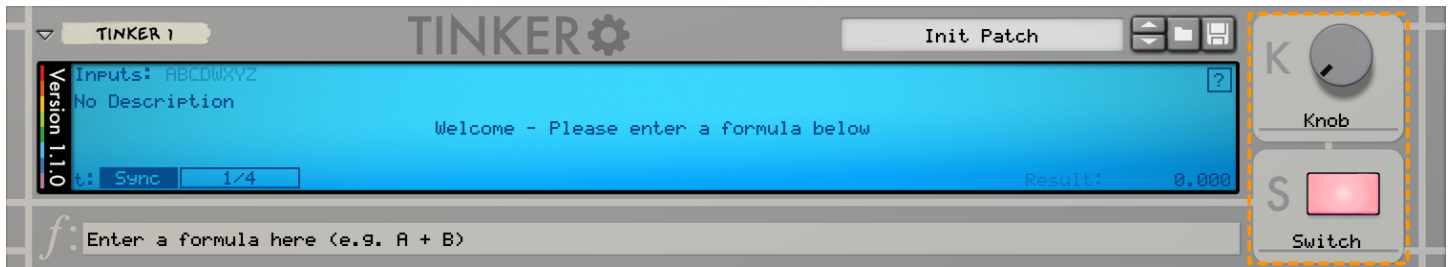 TINKER 1
TINKER
Init Patch
Version 1.1.0
Inputs: ABCDWXYZ
?
No Description
Welcome - Please enter a formula below
t: Sync 1/4
Result: 0.000
f: Enter a formula here (e.g. A + B)
K
Knob
S
Switch